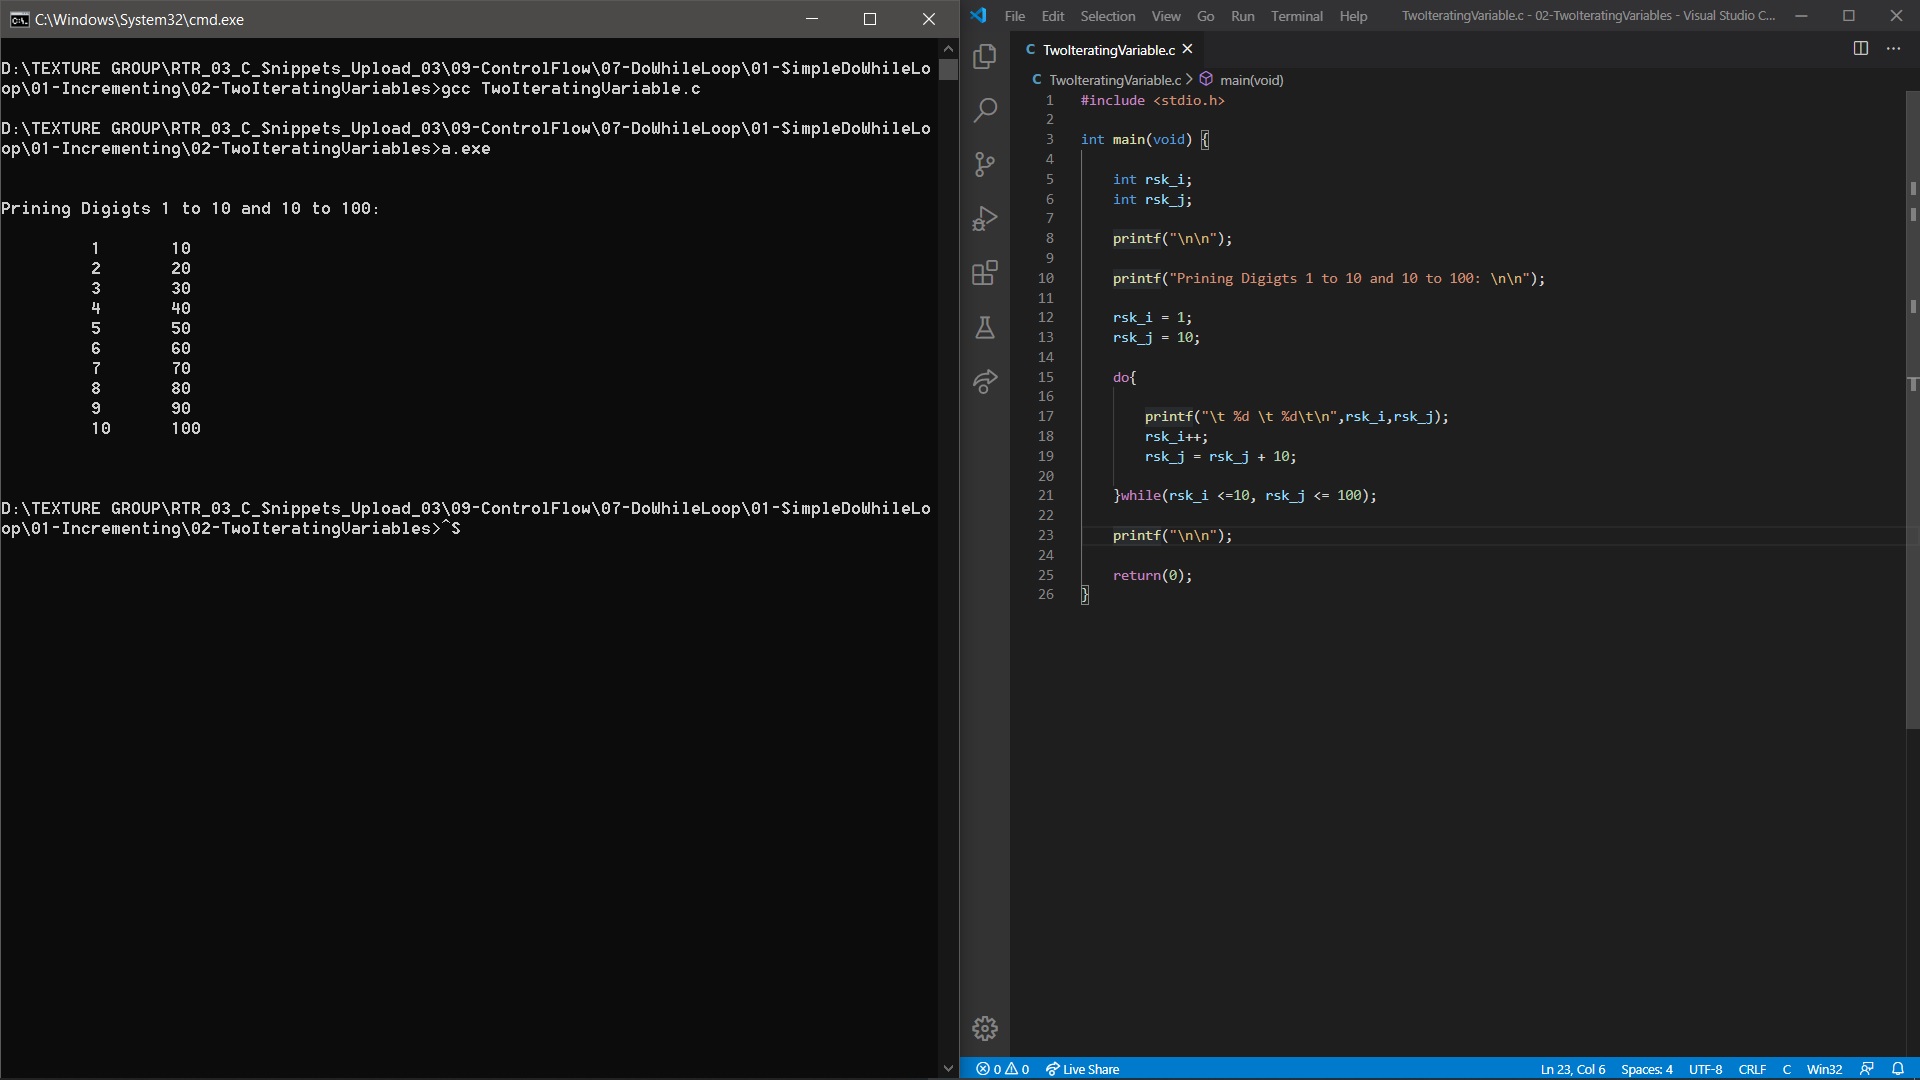 C:\Windows\System32\cmd.exe
D:\TEXTURE GROUP\RTR_03_C_Snippets_Upload_03\09-ControlFlow\07-DoWhileLoop\01-SimpleDoWhileLo
op\01-Incrementing\02-TwoIteratingVariables>gcc TwoIteratingVariable.c
D:\TEXTURE GROUP\RTR_03_C_Snippets_Upload_03\09-ControlFlow\07-DoWhileLoop\01-SimpleDoWhileLo
op\01-Incrementing\02-TwoIteratingVariables>a.exe
Prining Digigts 1 to 10 and 10 to 100:
1 10
2 20
3 30
4 40
5 50
6 60
7 70
8 80
9 90
10 100
D:\TEXTURE GROUP\RTR_03_C_Snippets_Upload_03\09-ControlFlow\07-DoWhileLoop\01-SimpleDoWhileLo
op\01-Incrementing\02-TwoIteratingVariables>^S
File Edit Selection View Go Run Terminal Help TwoIteratingVariable.c - 02-TwoIteratingVariables - Visual Studio C...
C TwoIteratingVariable.c
C TwoIteratingVariable.c > main(void)
1 #include <stdio.h>
2
3 int main(void) {
4
5 int rsk_i;
6 int rsk_j;
7
8 printf("\n\n");
9
10 printf("Prining Digigts 1 to 10 and 10 to 100: \n\n");
11
12 rsk_i = 1;
13 rsk_j = 10;
14
15 do{
16
17 printf("\t %d \t %d\t\n",rsk_i,rsk_j);
18 rsk_i++;
19 rsk_j = rsk_j + 10;
20
21 }while(rsk_i <=10, rsk_j <= 100);
22
23 printf("\n\n");
24
25 return(0);
26 }
0 0 Live Share Ln 23, Col 6 Spaces: 4 UTF-8 CRLF C Win32